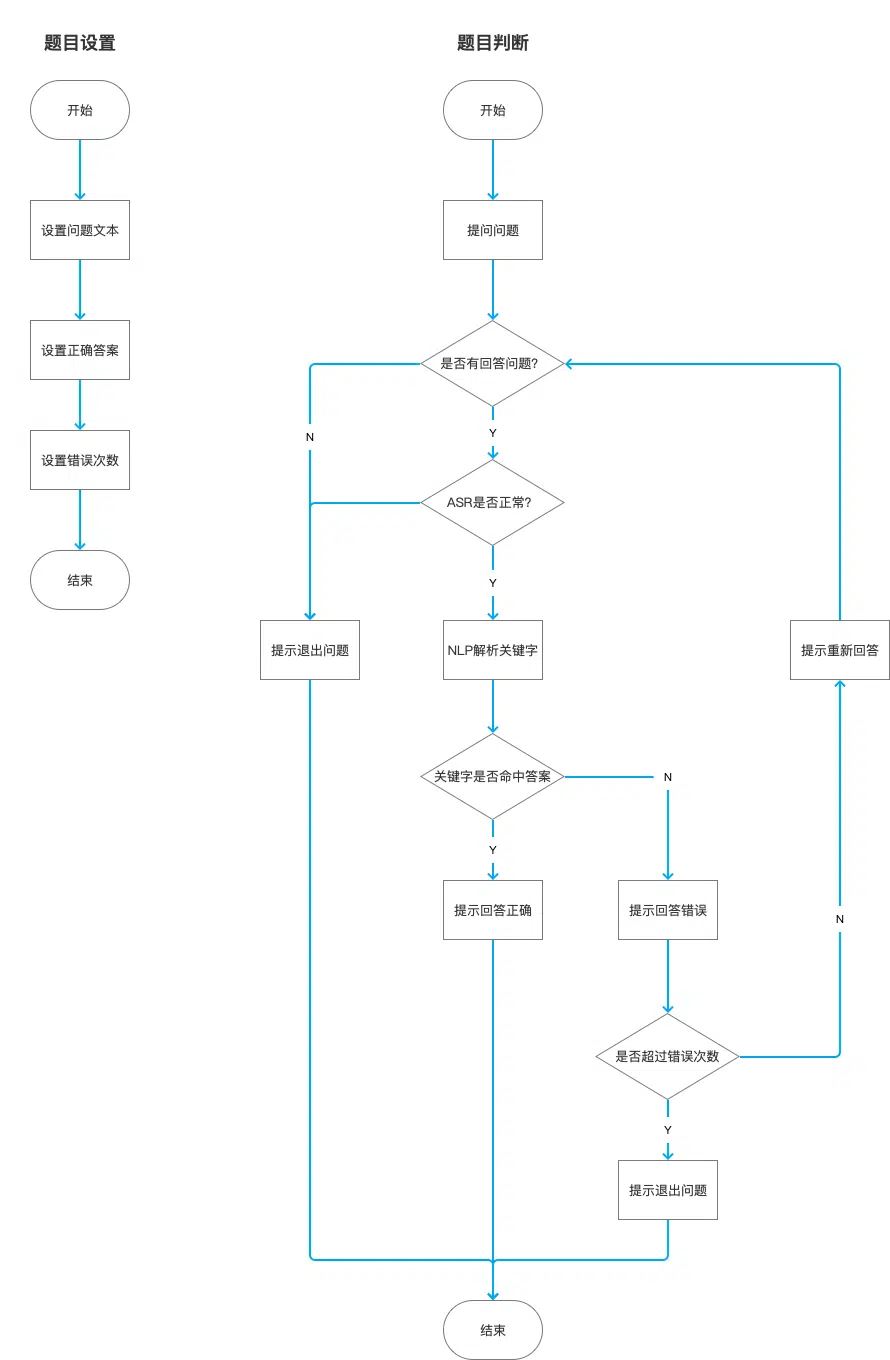 题目设置
开始
设置问题文本
设置正确答案
设置错误次数
结束
题目判断
开始
提问问题
是否有回答问题?
N
Y
ASR是否正常?
Y
提示退出问题
NLP解析关键字
提示重新回答
关键字是否命中答案
N
Y
提示回答正确
提示回答错误
N
是否超过错误次数
Y
提示退出问题
结束